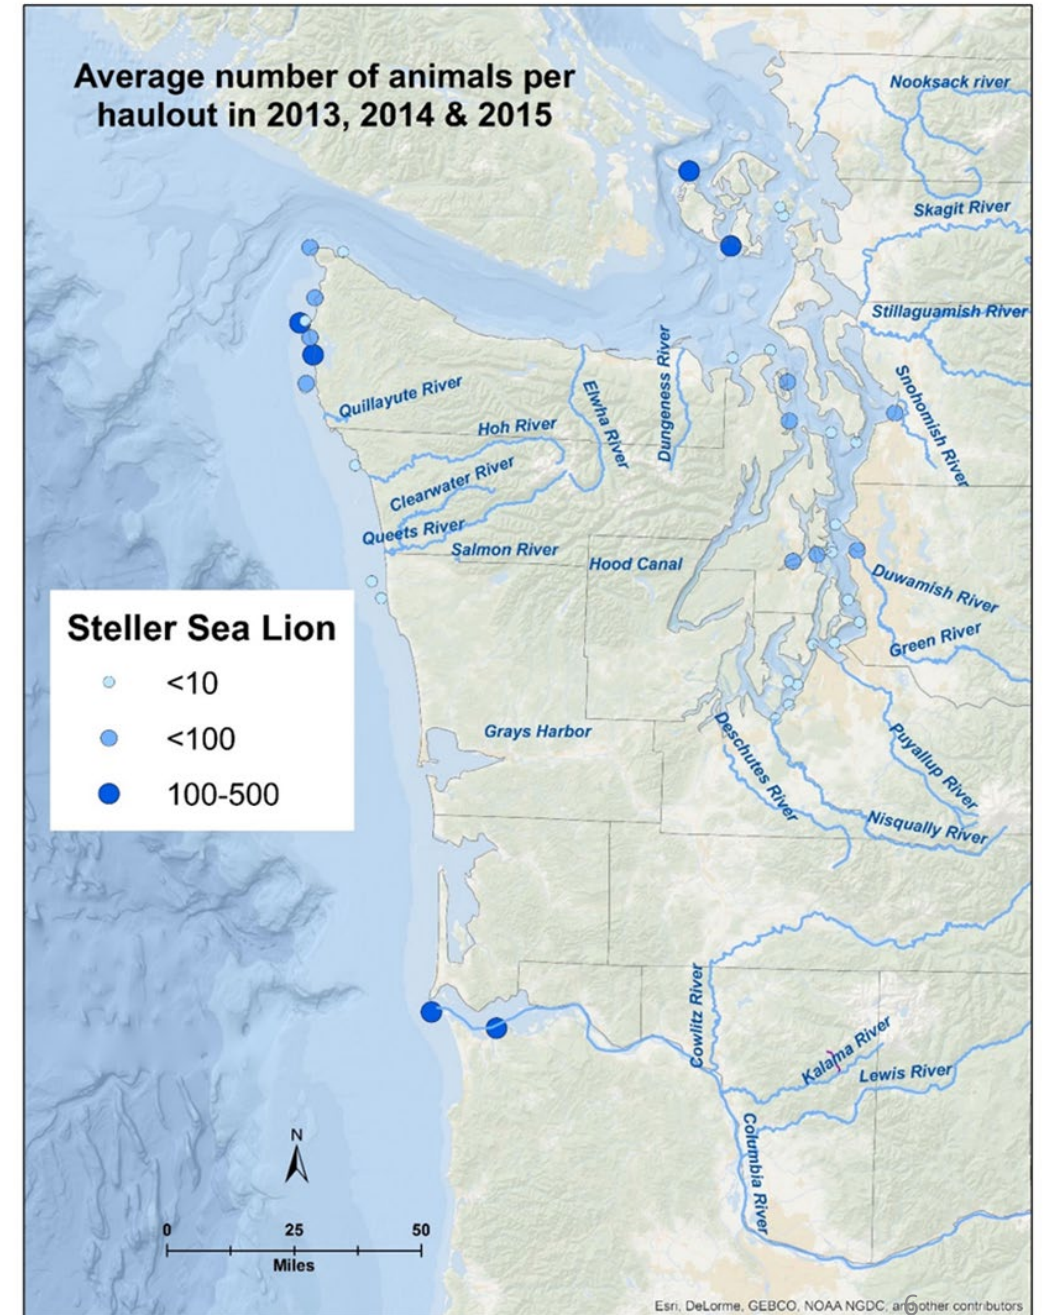 Average number of animals per
haulout in 2013, 2014 & 2015
Nooksack river
Skagit River
Stillaguamish River
Snohomish River
Dungeness River
Elwha River
Quillayute River
Hoh River
Clearwater River
Queets River
Salmon River
Hood Canal
Duwamish River
Green River
Steller Sea Lion
<10
<100
100-500
Grays Harbor
Deschutes River
Puyallup River
Nisqually River
Cowlitz River
Kalama River
Lewis River
Columbia River
N
0 25 50
Miles
6
Esri, DeLorme, GEBCO, NOAA NGDC, and other contributors